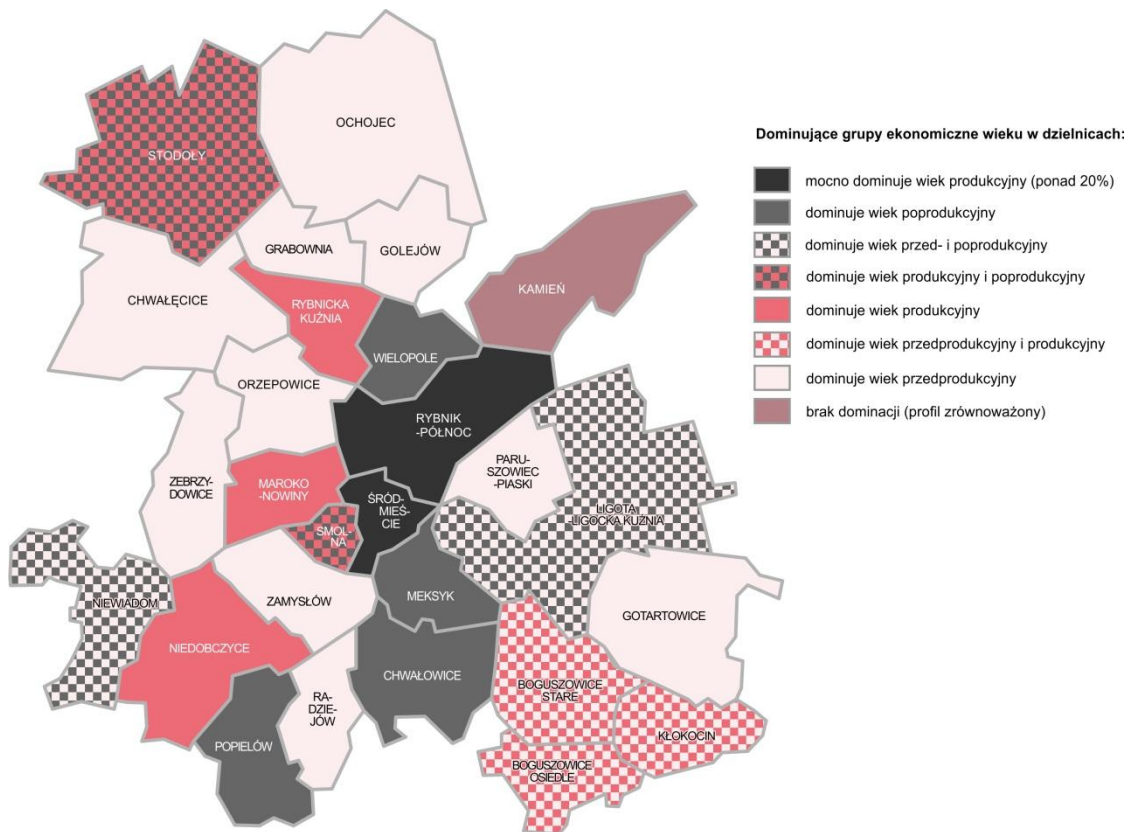 OCHOJEC
STODOŁY
GRABOWNIA
GOLEJÓW
CHWAŁĘCICE
RYBNICKA
KUŹNIA
KAMIEŃ
WIELOPOLE
ORZEPOWICE
RYBNIK
-PÓŁNOC
ZEBRZY-
DOWICE
MAROKO
-NOWINY
PARU-
SZOWIEC
-PIASKI
ŚRÓD-
MIEŚ-
CIE
SMOL-
NA
LIGOTA
-LIGOCKA KUŹNIA
NIEWIADOM
ZAMYSŁÓW
MEKSYK
GOTARTOWICE
NIEDOBCZYCE
RA-
DZIE-
JÓW
CHWAŁOWICE
BOGUSZOWICE
STARE
POPIELÓW
KŁOKOCIN
BOGUSZOWICE
OSIEDLE
Dominujące grupy ekonomiczne wieku w dzielnicach:
mocno dominuje wiek produkcyjny (ponad 20%)
dominuje wiek poprodukcyjny
dominuje wiek przed- i poprodukcyjny
dominuje wiek produkcyjny i poprodukcyjny
dominuje wiek produkcyjny
dominuje wiek przedprodukcyjny i produkcyjny
dominuje wiek przedprodukcyjny
brak dominacji (profil zrównoważony)